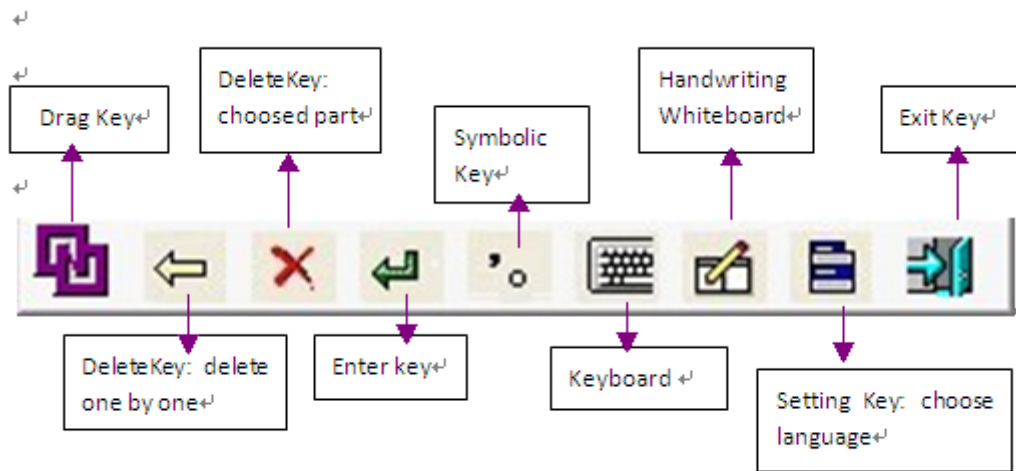 Drag Key
DeleteKey:
choosed part
Symbolic
Key
Handwriting
Whiteboard
Exit Key
DeleteKey: delete
one by one
Enter key
Keyboard
Setting Key: choose
language